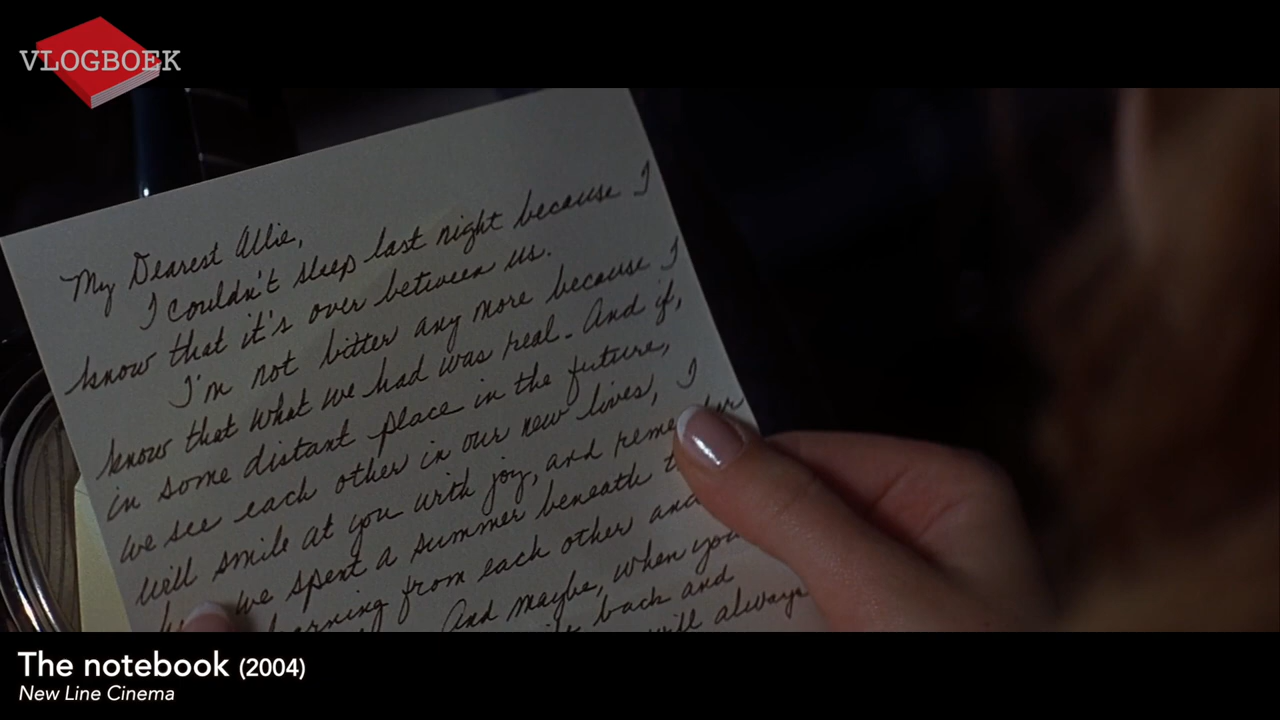 VLOGBOEK
My Dearest Allie,
I couldn't sleep last night because I
know that it's over between us.
I'm not bitter any more because I
know that what we had was real. And if,
in some distant place in the future,
we see each other in our new lives, I
will smile at you with joy, and
we spent a summer beneath
from each other and
And maybe, when you
back and
will always
The notebook (2004)
New Line Cinema